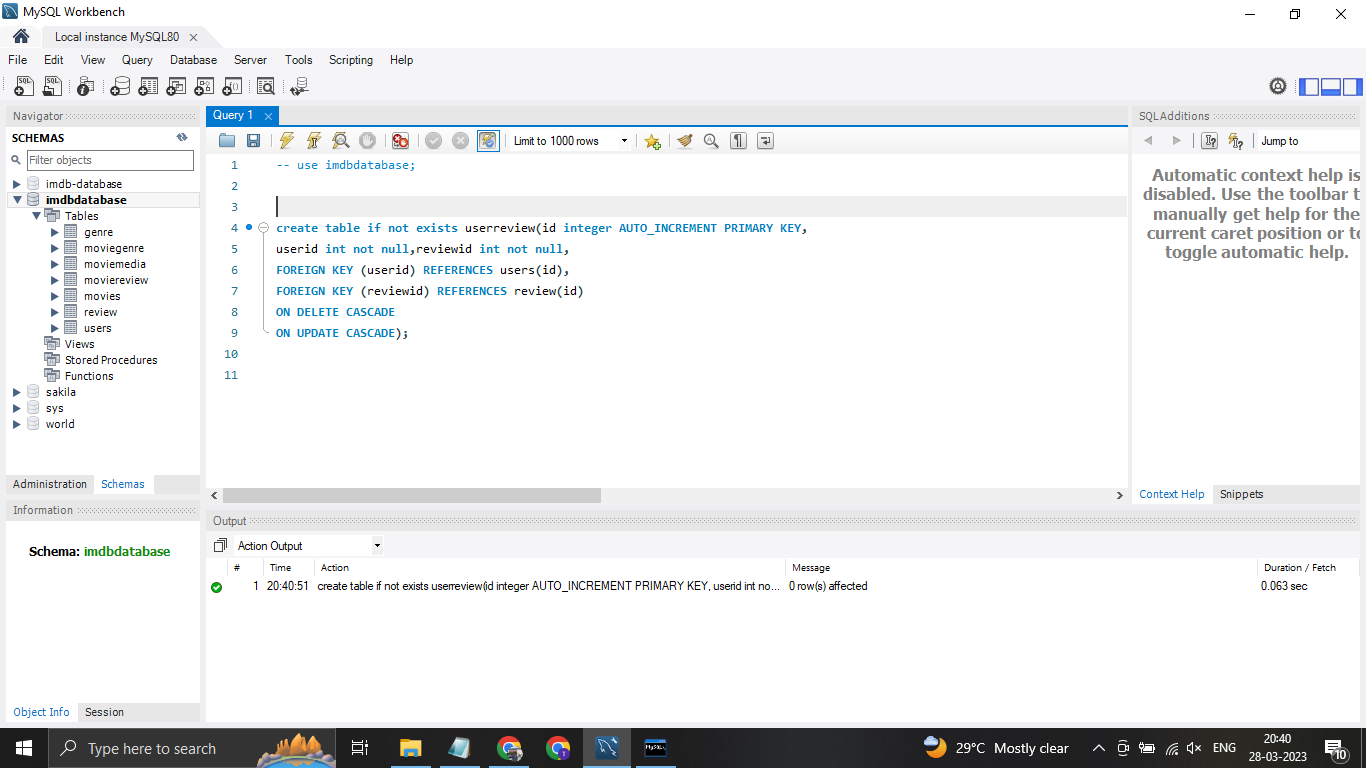 MySQL Workbench
Local instance MySQL80
File Edit View Query Database Server Tools Scripting Help
Navigator
SCHEMAS
Filter objects
imdb-database
imdbdatabase
Tables
genre
moviegenre
moviemedia
moviereview
movies
review
users
Views
Stored Procedures
Functions
sakila
sys
world
Administration Schemas
Information
Schema: imdbdatabase
Object Info Session
Query 1
Limit to 1000 rows
1 -- use imdbdatabase;
2
3
4 create table if not exists userreview(id integer AUTO_INCREMENT PRIMARY KEY,
5 userid int not null,reviewid int not null,
6 FOREIGN KEY (userid) REFERENCES users(id),
7 FOREIGN KEY (reviewid) REFERENCES review(id)
8 ON DELETE CASCADE
9 ON UPDATE CASCADE);
10
11
SQLAdditions
Jump to
Automatic context help is
disabled. Use the toolbar t
manually get help for the
current caret position or to
toggle automatic help.
Context Help Snippets
Output
Action Output
# Time Action Message Duration / Fetch
1 20:40:51 create table if not exists userreview(id integer AUTO_INCREMENT PRIMARY KEY, userid int no... 0 row(s) affected 0.063 sec
Type here to search
29°C Mostly clear
ENG
20:40
28-03-2023
10